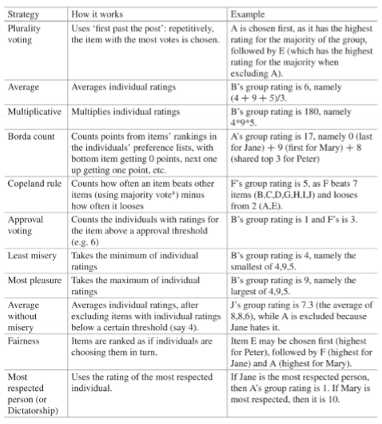 Strategy How it works Example
Plurality Uses 'first past the post': repetitively, A is chosen first, as it has the highest
voting the item with the most votes is chosen. rating for the majority of the group,
followed by E (which has the highest
rating for the majority when
excluding A).
Average Averages individual ratings B's group rating is 6, namely
(4 + 9 + 5)/3.
Multiplicative Multiplies individual ratings B's group rating is 180, namely
4*9*5.
Borda count Counts points from items' rankings in A's group rating is 17, namely 0 (last
the individuals' preference lists, with for Jane) + 9 (first for Mary) + 8
bottom item getting 0 points, next one (shared top 3 for Peter)
up getting one point, etc.
Copeland rule Counts how often an item beats other F's group rating is 5, as F beats 7
items (using majority vote*) minus items (B,C,D,G,H,I,J) and looses
how often it looses from 2 (A,E).
Approval Counts the individuals with ratings for B's group rating is 1 and F's is 3.
voting the item above a approval threshold
(e.g. 6)
Least misery Takes the minimum of individual B's group rating is 4, namely the
ratings smallest of 4,9,5.
Most pleasure Takes the maximum of individual B's group rating is 9, namely the
ratings largest of 4,9,5.
Average Averages individual ratings, after J's group rating is 7.3 (the average of
without excluding items with individual ratings 8,8,6), while A is excluded because
misery below a certain threshold (say 4). Jane hates it.
Fairness Items are ranked as if individuals are Item E may be chosen first (highest
choosing them in turn. for Peter), followed by F (highest for
Jane) and A (highest for Mary).
Most Uses the rating of the most respected If Jane is the most respected person,
respected individual. then A's group rating is 1. If Mary is
person (or most respected, then it is 10.
Dictatorship)